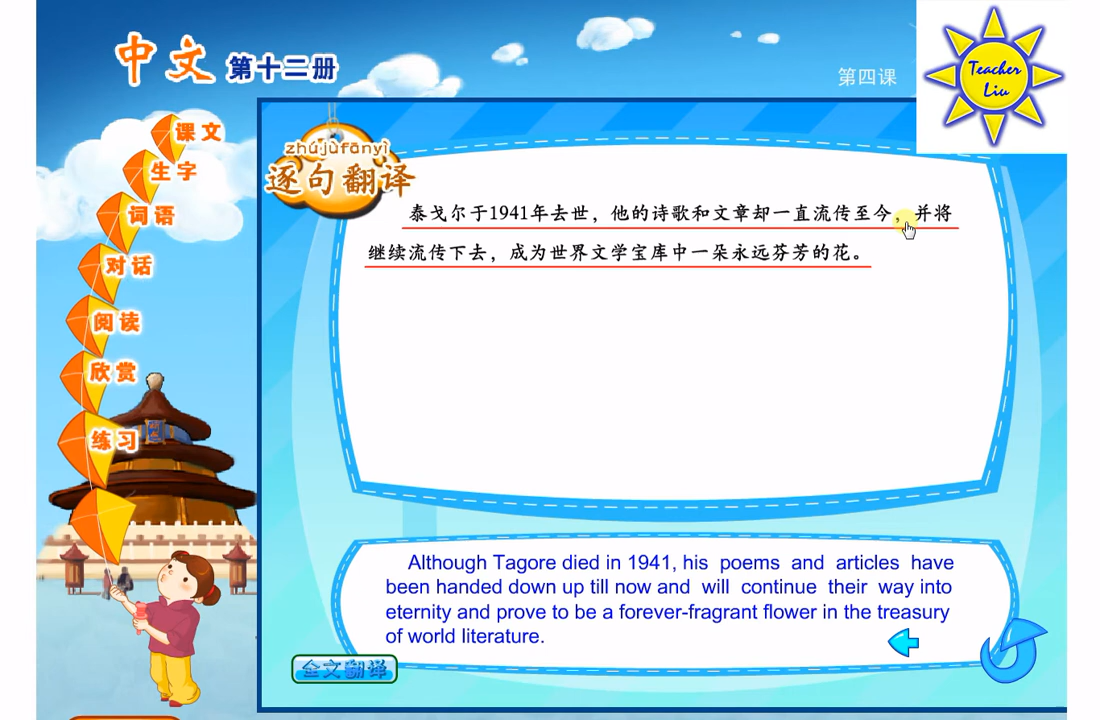 中文 第十二册
第四课
Teacher
Liu
课文
生字
词语
对话
阅读
欣赏
练习
zhújùfānyì
逐句翻译
泰戈尔于1941年去世，他的诗歌和文章却一直流传至今，并将
继续流传下去，成为世界文学宝库中一朵永远芬芳的花。
Although Tagore died in 1941, his poems and articles have
been handed down up till now and will continue their way into
eternity and prove to be a forever-fragrant flower in the treasury
of world literature.
全文翻译